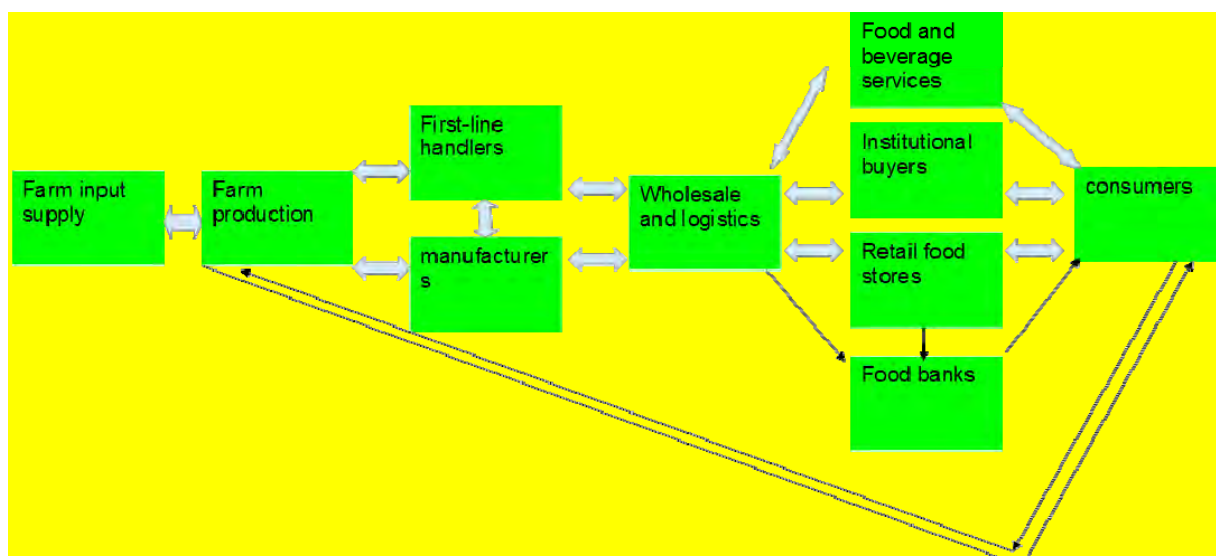 Food and
beverage
services
First-line
handlers
Institutional
buyers
Farm input
supply
Farm
production
Wholesale
and logistics
consumers
manufacturer
s
Retail food
stores
Food banks